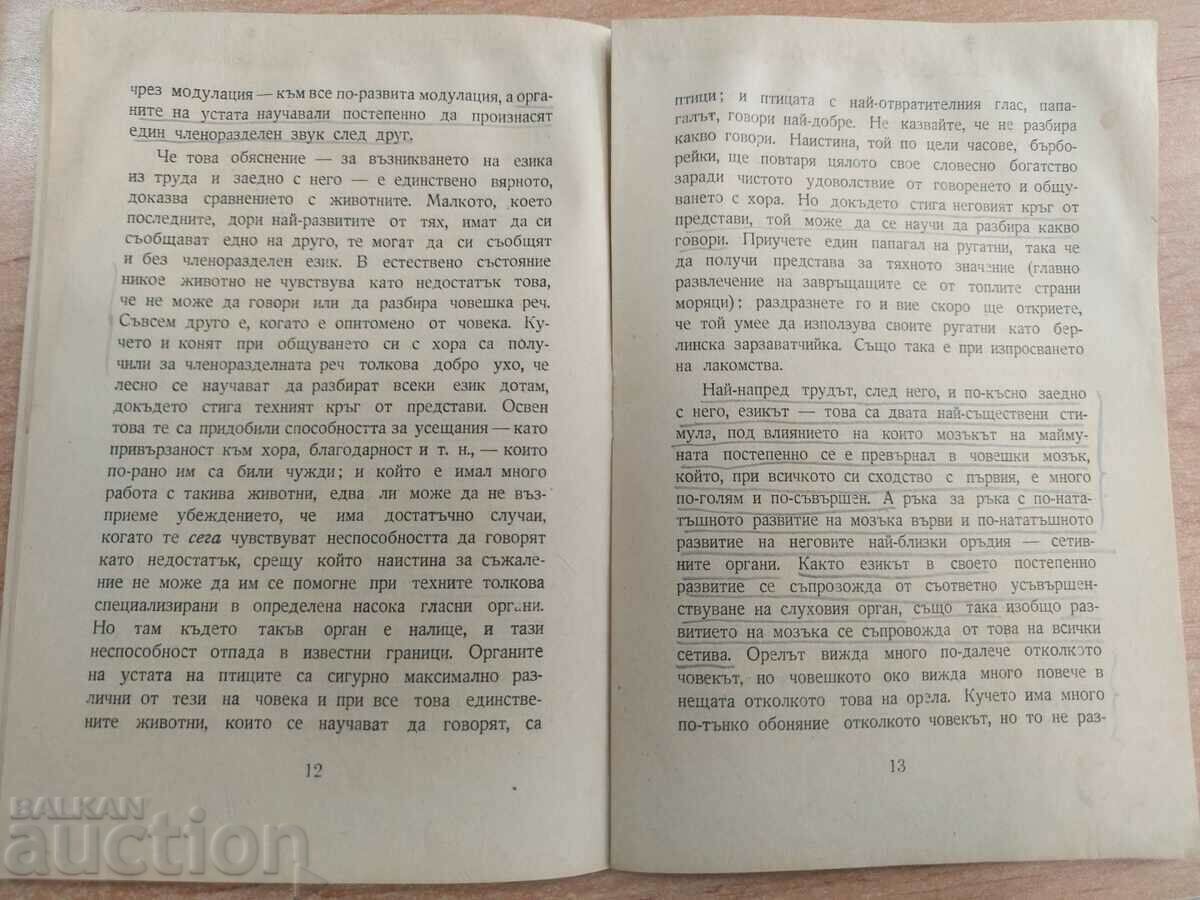 чрез модулация — към все по-развита модулация, а орга-
ните на устата научавали постепенно да произнасят
един членоразделен звук след друг.
Че това обяснение — за възникването на езика
из труда и заедно с него — е единствено вярното,
доказва сравнението с животните. Малкото, което
последните, дори най-развитите от тях, имат да си
съобщават едно на друго, те могат да си съобщят
и без членоразделен език. В естествено състояние
никое животно не чувствува като недостатък това,
че не може да говори или да разбира човешка реч.
Съвсем друго е, когато е опитомено от човека. Ку-
чето и конят при общуването си с хора са полу-
чили за членоразделната реч толкова добро ухо, че
лесно се научават да разбират всеки език дотам,
докъдето стига техният кръг от представи. Освен
това те са придобили способността за усещания — като
привързаност към хора, благодарност и т. н., — които
по-рано им са били чужди; и който е имал много
работа с такива животни, едва ли може да не въз-
приеме убеждението, че има достатъчно случаи,
когато те сега чувствуват неспособността да говорят
като недостатък, срещу който наистина за съжале-
ние не може да им се помогне при техните толкова
специализирани в определена насока гласни органи.
Но там където такъв орган е налице, и тази
неспособност отпада в известни граници. Органите
на устата на птиците са сигурно максимално раз-
лични от тези на човека и при все това единстве-
ните животни, които се научават да говорят, са
12
птици; и птицата с най-отвратителния глас, папа-
галът, говори най-добре. Не казвайте, че не разбира
какво говори. Наистина, той по цели часове, бърбо-
рейки, ще повтаря цялото свое словесно богатство
заради чистото удоволствие от говоренето и общу-
ването с хора. Но докъдето стига неговият кръг от
представи, той може да се научи да разбира какво
говори. Приучете един папагал на ругатни, така че
да получи представа за тяхното значение (главно
развлечение на завръщащите се от топлите страни
моряци); раздразнете го и вие скоро ще откриете,
че той умее да използува своите ругатни като бер-
линска зарзаватчийка. Също така е при изпросването
на лакомства.
Най-напред трудът, след него, и по-късно заедно
с него, езикът — това са двата най-съществени сти-
мула, под влиянието на които мозъкът на майму-
ната постепенно се е превърнал в човешки мозък,
който, при всичкото си сходство с първия, е много
по-голям и по-съвършен. А ръка за ръка с по-ната-
тъшното развитие на мозъка върви и по-нататъшното
развитие на неговите най-близки оръдия — сетив-
ните органи. Както езикът в своето постепенно
развитие се съпрозожда от съответно усъвършен-
ствуване на слуховия орган, също така изобщо раз-
витието на мозъка се съпровожда от това на всички
сетива. Орелът вижда много по-далече отколкото
човекът, но човешкото око вижда много повече в
нещата отколкото това на орела. Кучето има много
по-тънко обоняние отколкото човекът, но то не раз-
13
BALKAN
auction